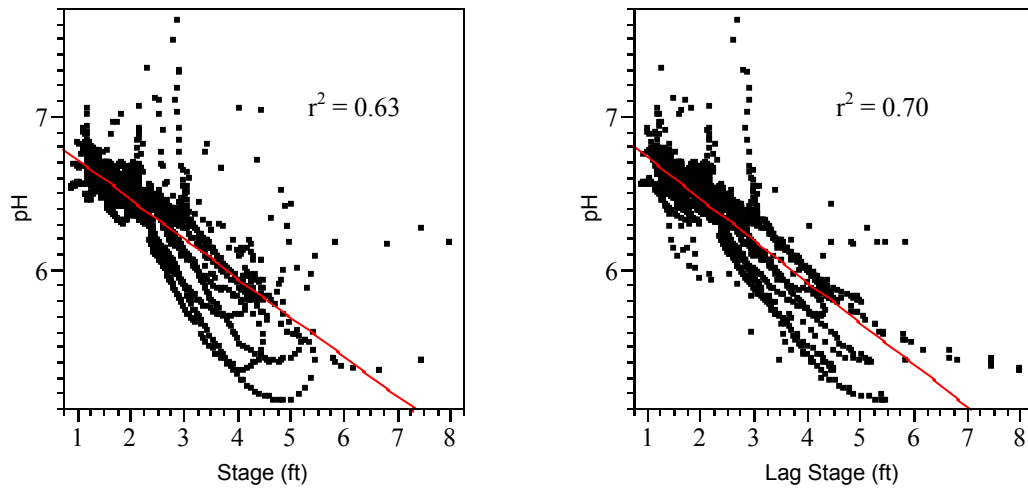 r² = 0.63
7
6
pH
1 2 3 4 5 6 7 8
Stage (ft)
r² = 0.70
7
6
pH
1 2 3 4 5 6 7 8
Lag Stage (ft)